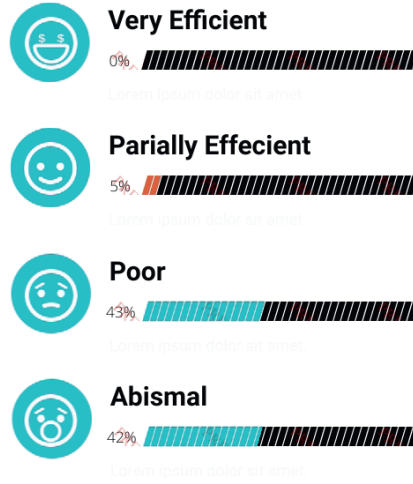 Very Efficient
0%
Lorem ipsum dolor sit amet
Parially Effecient
5%
Lorem ipsum dolor sit amet
Poor
43%
Lorem ipsum dolor sit amet
Abismal
42%
Lorem ipsum dolor sit amet